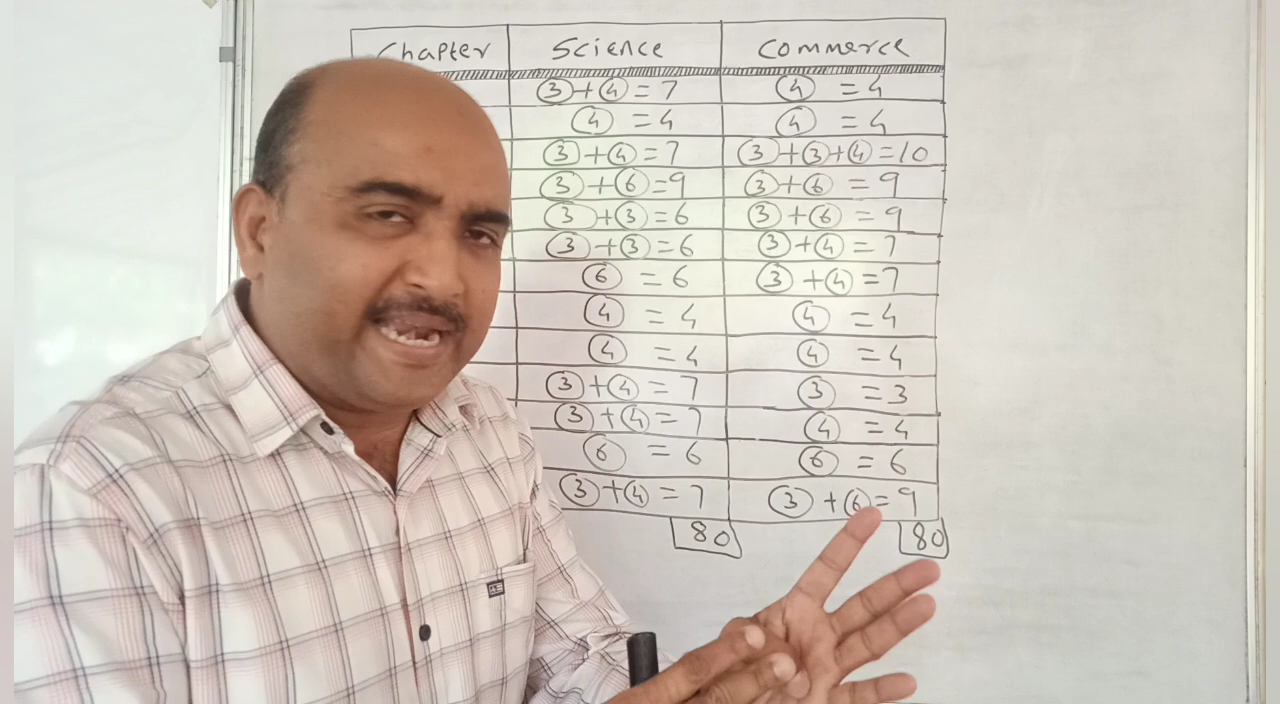 Chapter Science Commerce
③+④=7 ④ =4
④ =4 ④ =4
③+④=7 ③+③+④=10
③+⑥=9 ③+⑥ =9
③+③=6 ③+⑥ =9
③+③=6 ③+④ =7
⑥ =6 ③+④ =7
④ =4 ④ =4
④ =4 ④ =4
③+④=7 ③ =3
③+④=7 ④ =4
⑥ =6 ⑥ =6
③+④=7 ③+⑥=9
80 80